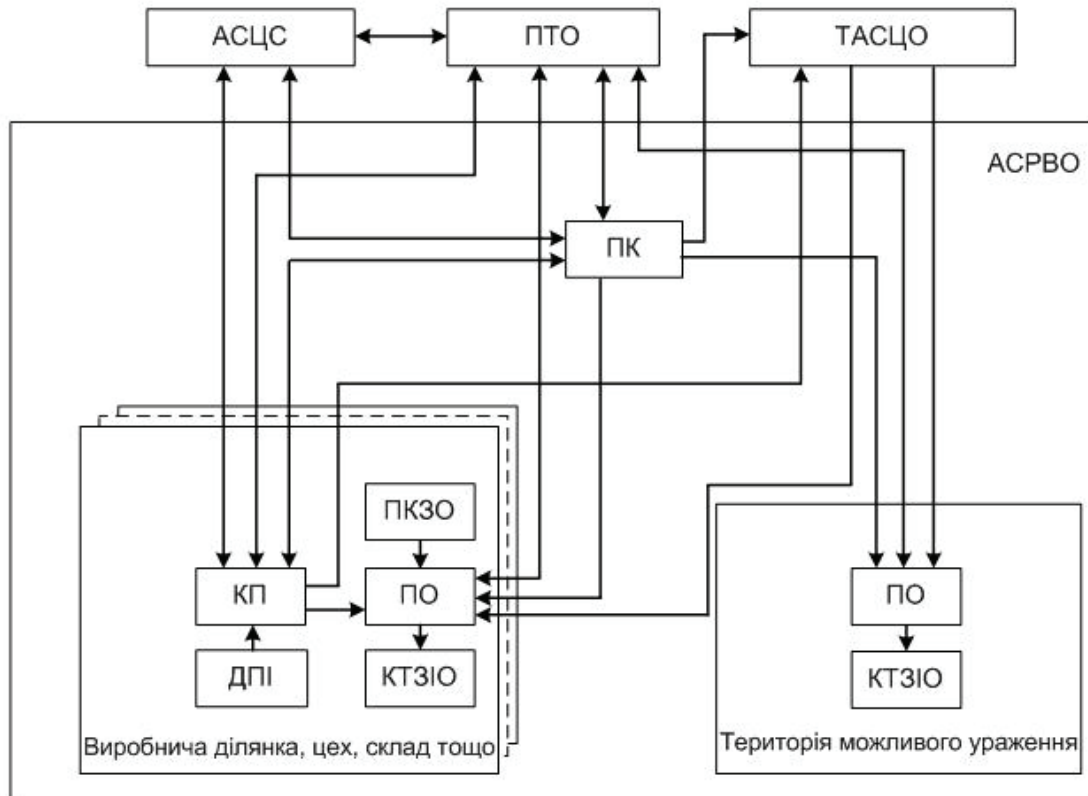 АСЦС
ПТО
ТАСЦО
АСРВО
ПК
ПКЗО
КП
ПО
ДПІ
КТЗІО
Виробнича ділянка, цех, склад тощо
ПО
КТЗІО
Територія можливого ураження